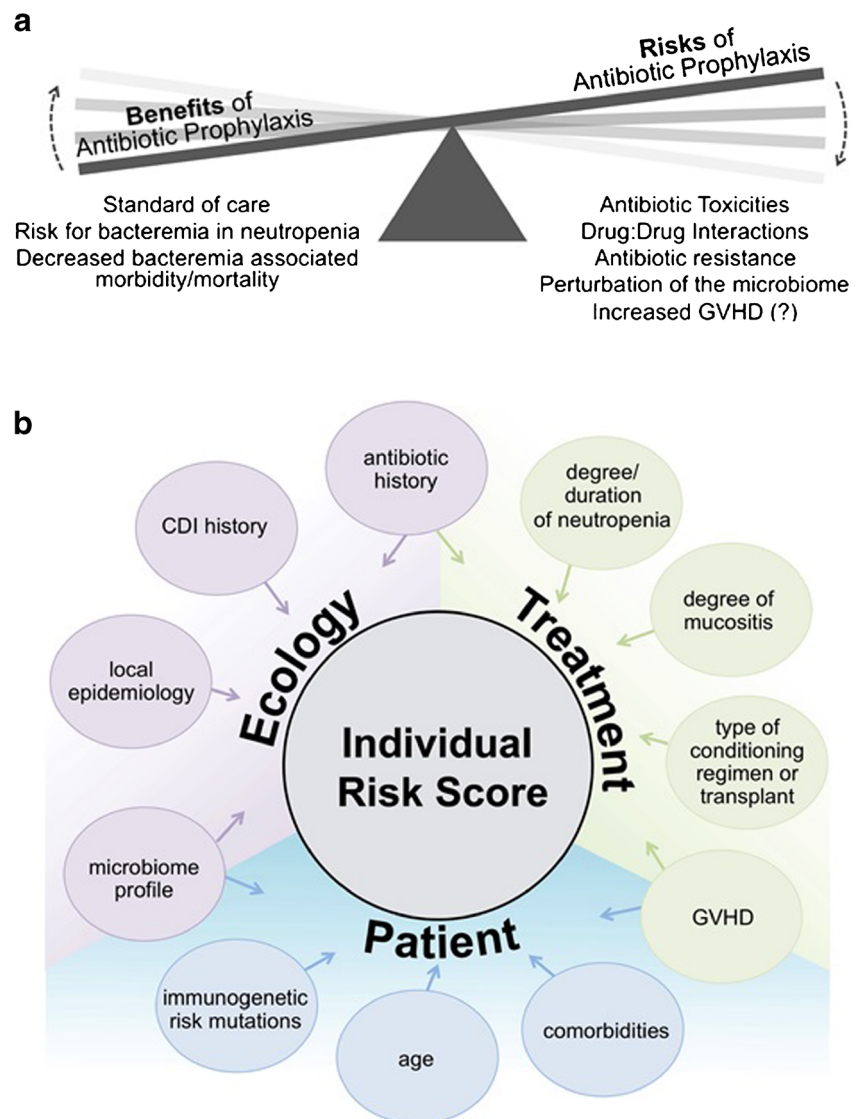 a
Benefits of
Antibiotic Prophylaxis
Risks of
Antibiotic Prophylaxis
Standard of care
Risk for bacteremia in neutropenia
Decreased bacteremia associated
morbidity/mortality
Antibiotic Toxicities
Drug:Drug Interactions
Antibiotic resistance
Perturbation of the microbiome
Increased GVHD (?)
b
antibiotic
history
degree/
duration
of neutropenia
CDI history
degree of
mucositis
local
epidemiology
type of
conditioning
regimen or
transplant
microbiome
profile
GVHD
immunogenetic
risk mutations
age
comorbidities
Ecology
Treatment
Patient
Individual
Risk Score